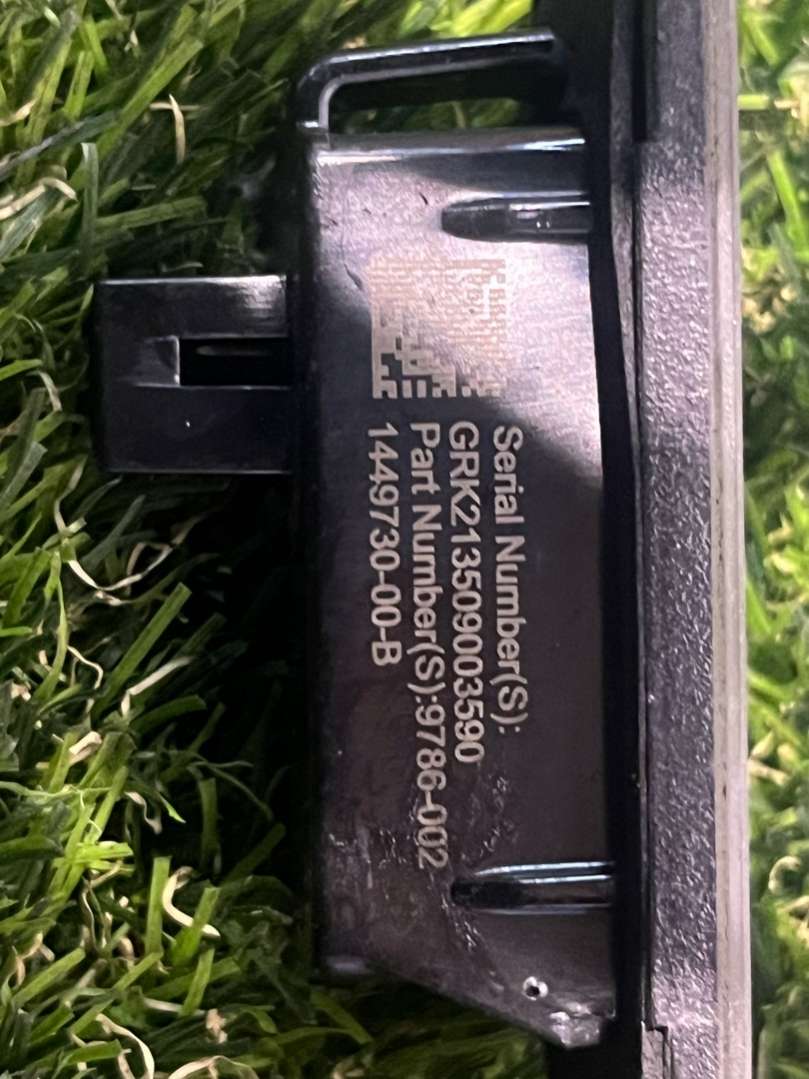 Serial Number(S):
GRK213509003590
Part Number(S):9786-002
1449730-00-B